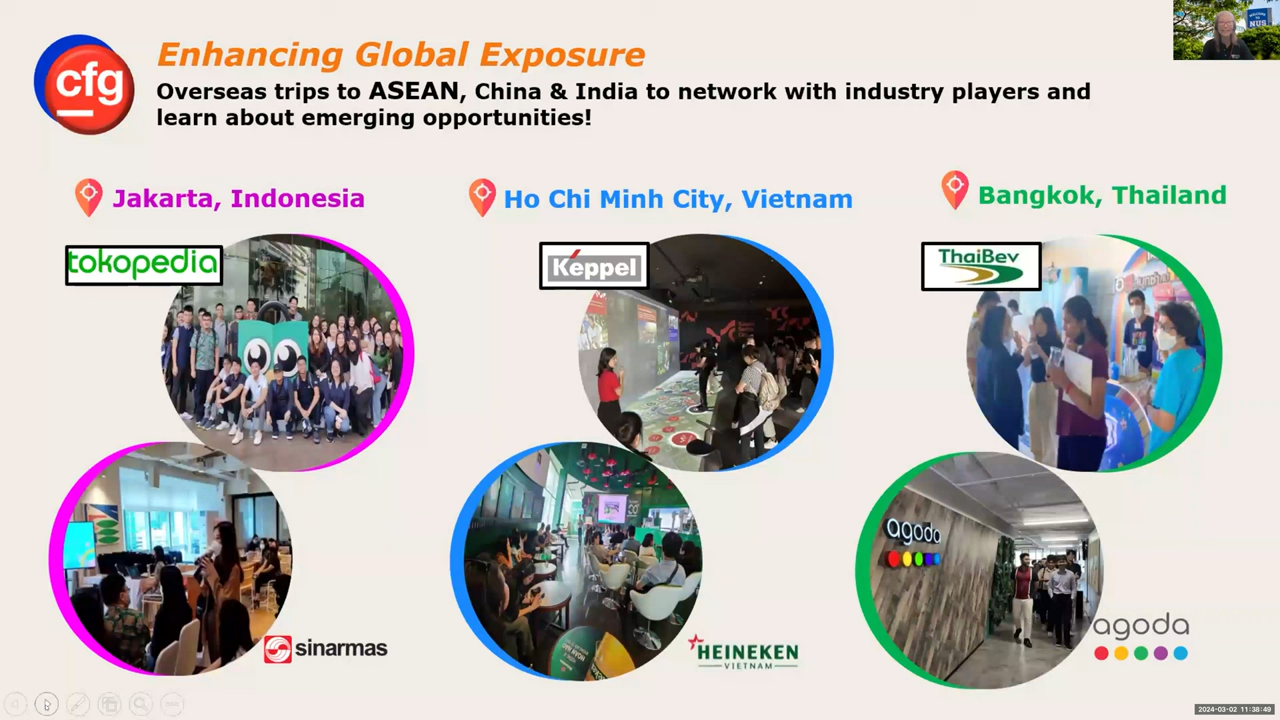 cfg
Enhancing Global Exposure
Overseas trips to ASEAN, China & India to network with industry players and
learn about emerging opportunities!
Jakarta, Indonesia
Ho Chi Minh City, Vietnam
Bangkok, Thailand
tokopedia
Keppel
ThaiBev
agoda
sinarmas
HEINEKEN
VIETNAM
agoda
NUS
2024-03-02 11:38:49